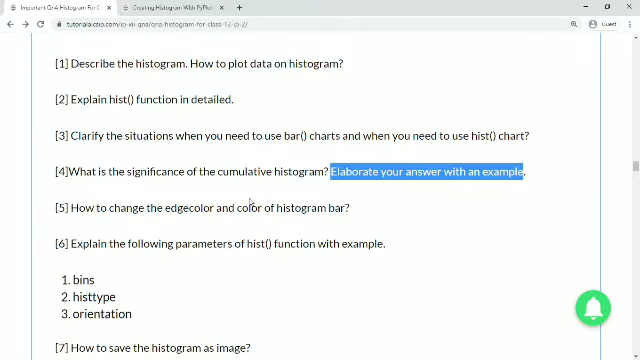 Important QnA Histogram For C
Creating Histogram With PyPlot
tutorialaicsip.com/ip-xii-qna/qna-histogram-for-class-12-ip-2/
Guest
[1] Describe the histogram. How to plot data on histogram?
[2] Explain hist() function in detailed.
[3] Clarify the situations when you need to use bar() charts and when you need to use hist() chart?
[4]What is the significance of the cumulative histogram? Elaborate your answer with an example.
[5] How to change the edgecolor and color of histogram bar?
[6] Explain the following parameters of hist() function with example.
1. bins
2. histtype
3. orientation
[7] How to save the histogram as image?